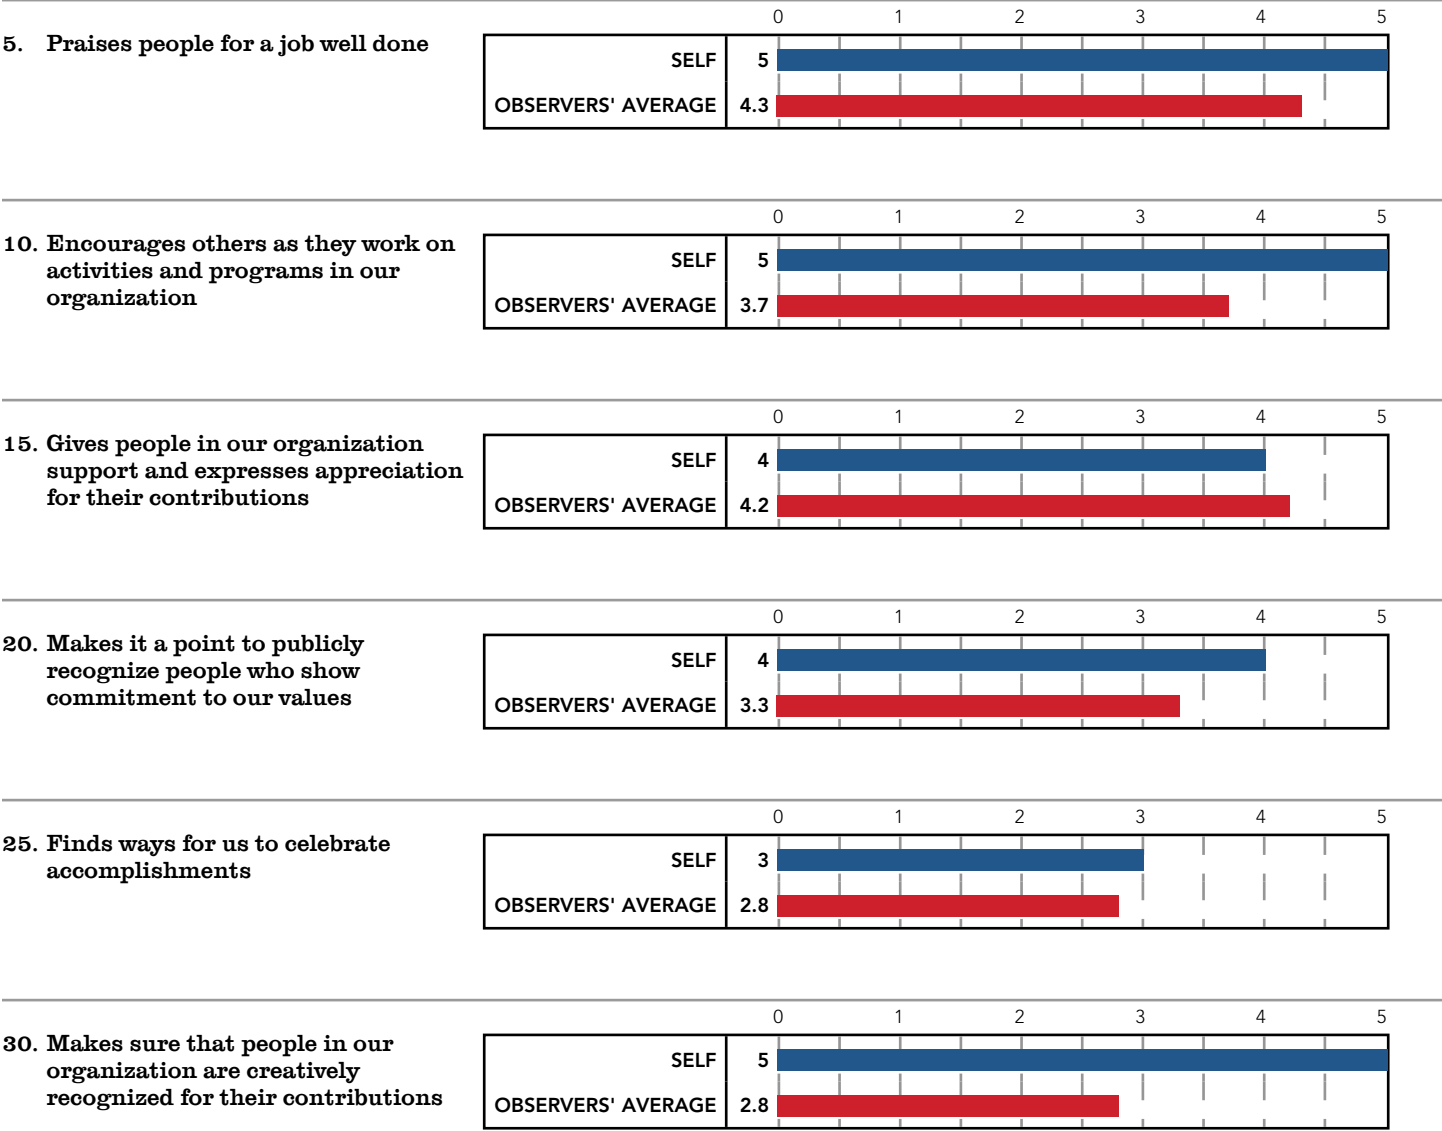 0 1 2 3 4 5
5. Praises people for a job well done
SELF 5
OBSERVERS' AVERAGE 4.3
0 1 2 3 4 5
10. Encourages others as they work on
activities and programs in our
organization
SELF 5
OBSERVERS' AVERAGE 3.7
0 1 2 3 4 5
15. Gives people in our organization
support and expresses appreciation
for their contributions
SELF 4
OBSERVERS' AVERAGE 4.2
0 1 2 3 4 5
20. Makes it a point to publicly
recognize people who show
commitment to our values
SELF 4
OBSERVERS' AVERAGE 3.3
0 1 2 3 4 5
25. Finds ways for us to celebrate
accomplishments
SELF 3
OBSERVERS' AVERAGE 2.8
0 1 2 3 4 5
30. Makes sure that people in our
organization are creatively
recognized for their contributions
SELF 5
OBSERVERS' AVERAGE 2.8